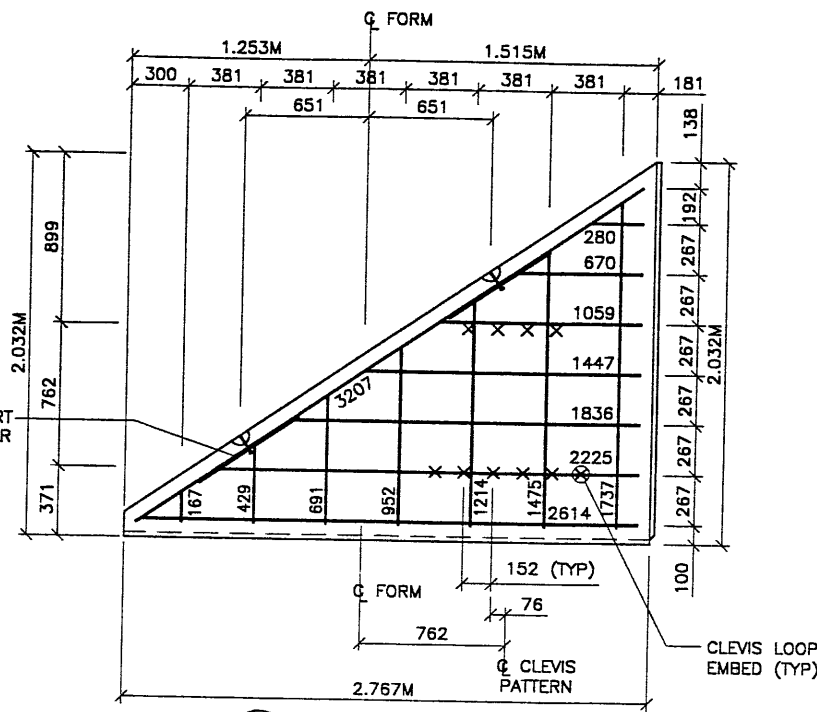 ℄ FORM
1.253M
1.515M
300
381
381
381
381
381
381
181
651
651
138
899
192
280
267
670
267
1059
2.032M
267
2.032M
1447
3207
762
267
1836
RT
R
267
2225
371
167
429
691
952
1214
1475
1737
267
2614
152 (TYP)
100
℄ FORM
76
762
CLEVIS LOOP
EMBED (TYP)
℄ CLEVIS
PATTERN
2.767M